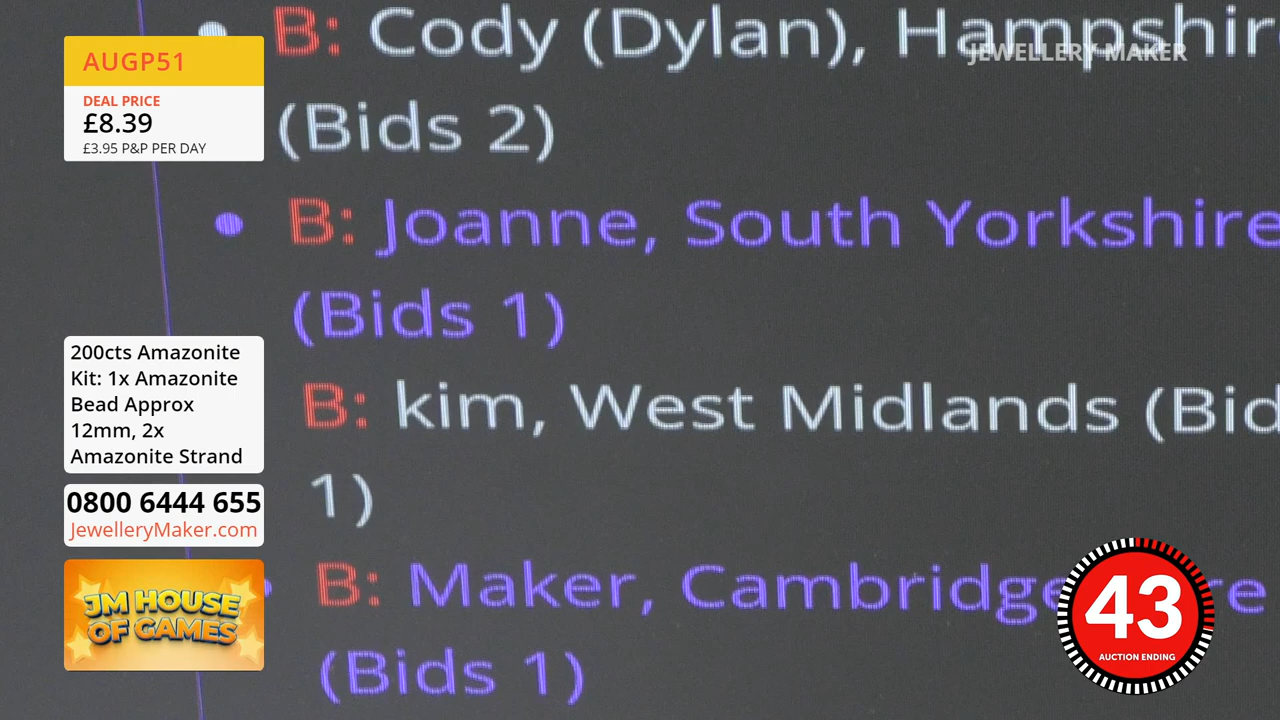 AUGP51
DEAL PRICE
£8.39
£3.95 P&P PER DAY
200cts Amazonite
Kit: 1x Amazonite
Bead Approx
12mm, 2x
Amazonite Strand
0800 6444 655
JewelleryMaker.com
JM HOUSE
OF GAMES
B: Cody (Dylan), Hampshir
(Bids 2)
B: Joanne, South Yorkshire
(Bids 1)
B: kim, West Midlands (Bid
1)
B: Maker, Cambridge re
(Bids 1)
JEWELLERY MAKER
43
AUCTION ENDING